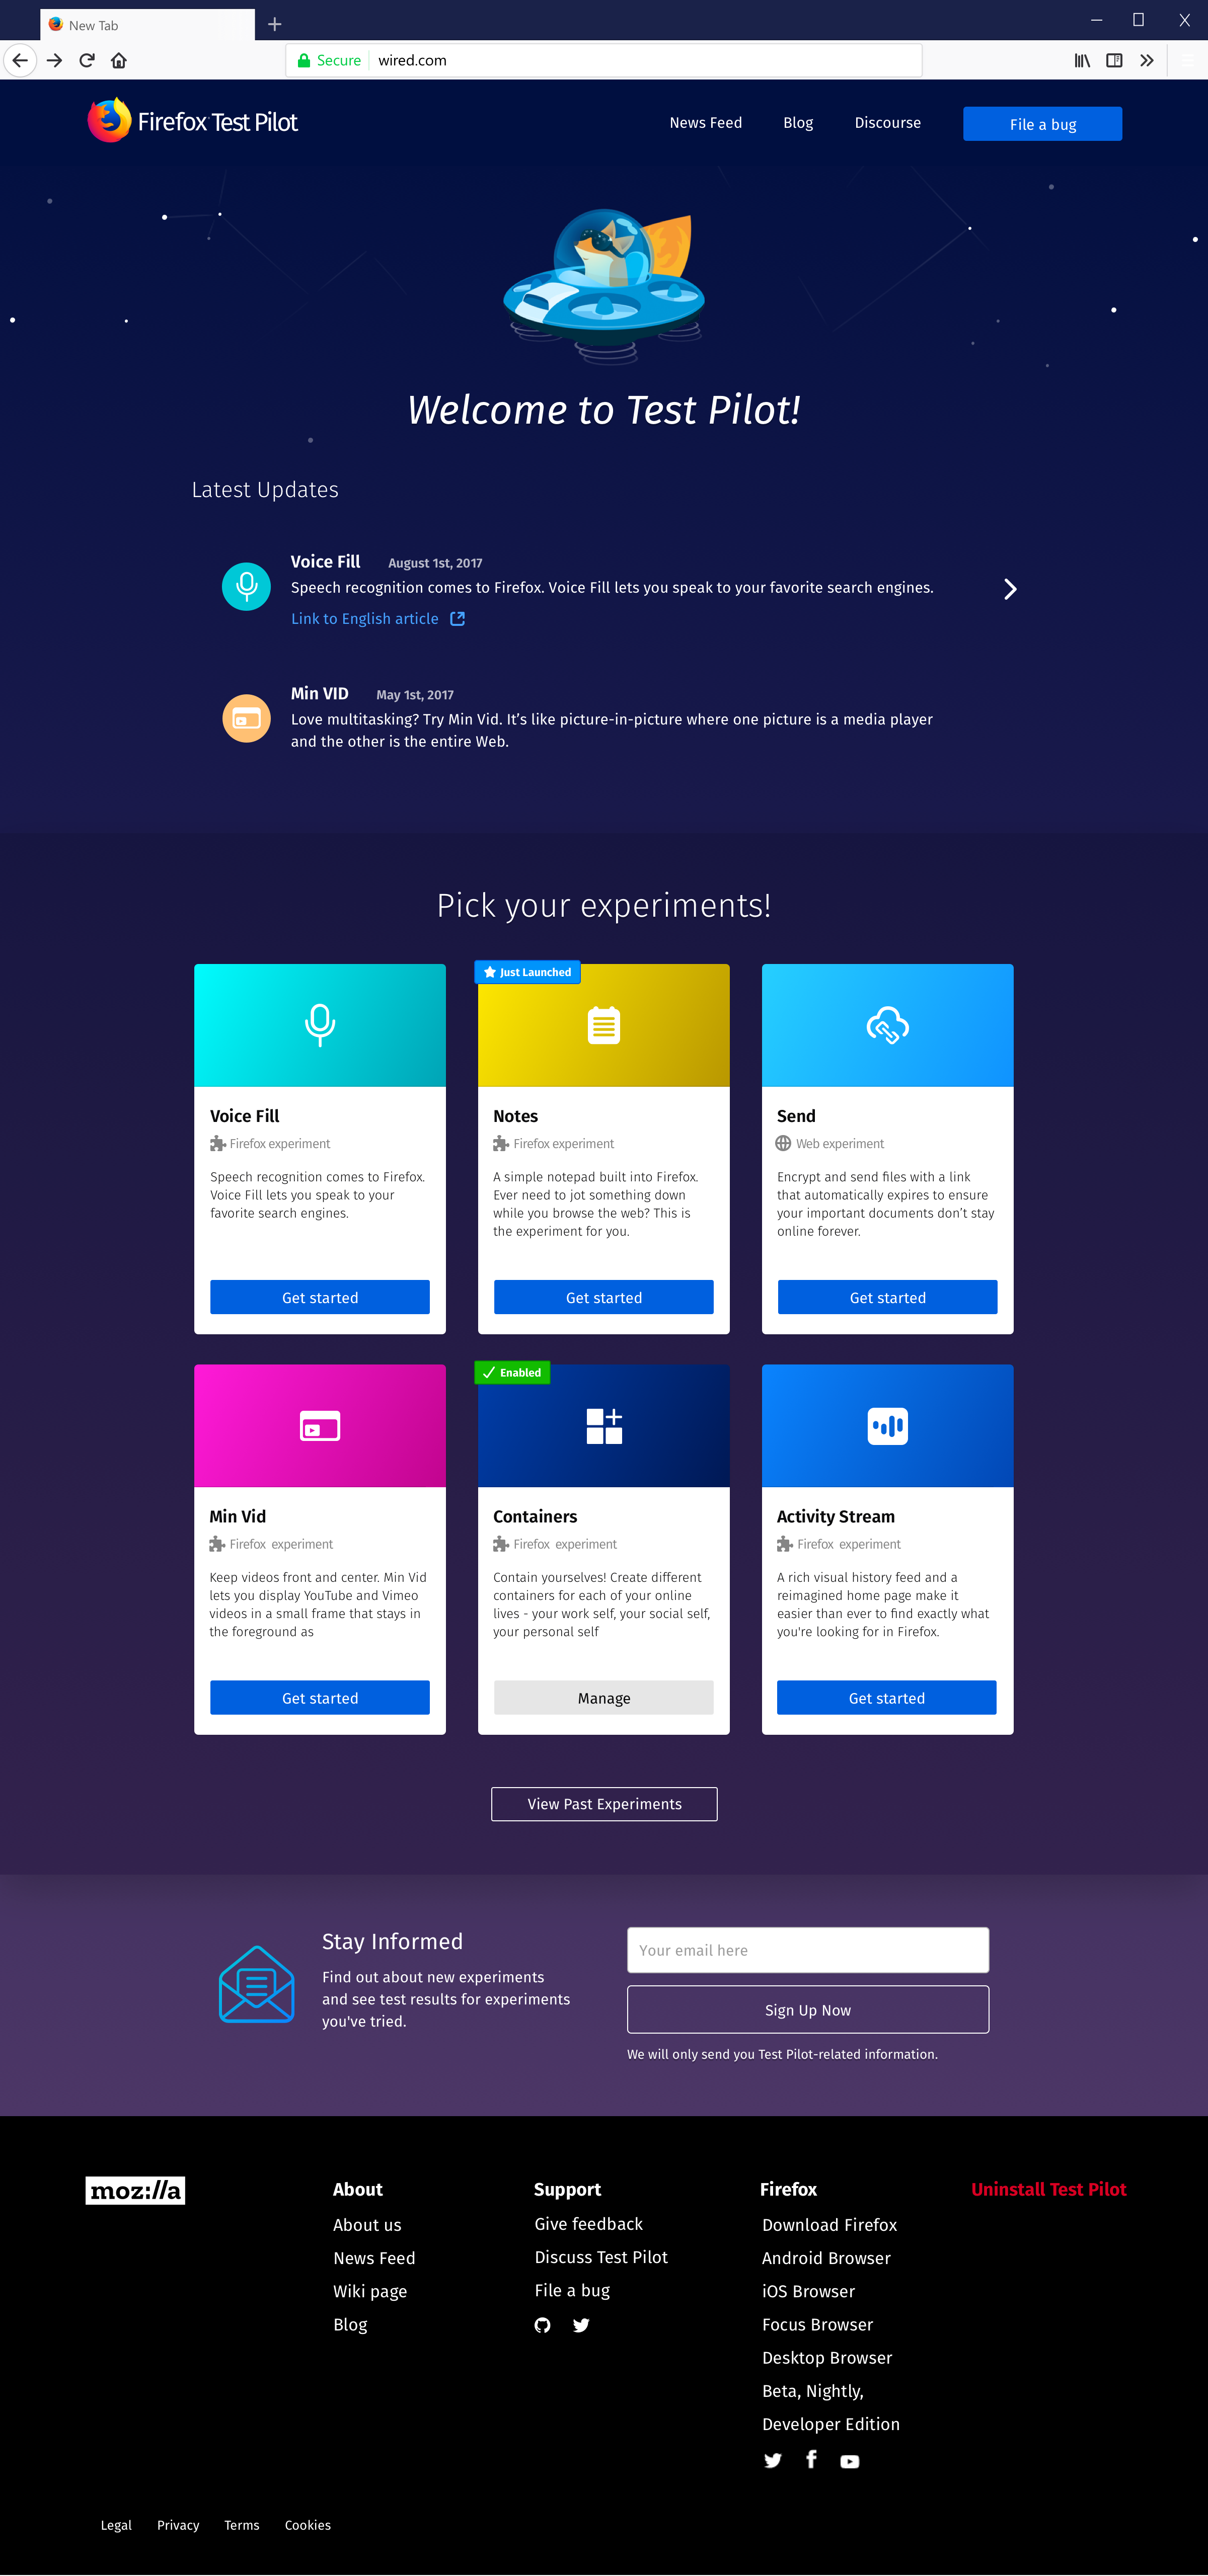 New Tab
Secure wired.com
Firefox Test Pilot
News Feed Blog Discourse File a bug
Welcome to Test Pilot!
Latest Updates
Voice Fill August 1st, 2017
Speech recognition comes to Firefox. Voice Fill lets you speak to your favorite search engines.
Link to English article
Min VID May 1st, 2017
Love multitasking? Try Min Vid. It’s like picture-in-picture where one picture is a media player
and the other is the entire Web.
Pick your experiments!
Voice Fill
Firefox experiment
Speech recognition comes to Firefox.
Voice Fill lets you speak to your
favorite search engines.
Get started
Just Launched
Notes
Firefox experiment
A simple notepad built into Firefox.
Ever need to jot something down
while you browse the web? This is
the experiment for you.
Get started
Send
Web experiment
Encrypt and send files with a link
that automatically expires to ensure
your important documents don’t stay
online forever.
Get started
Min Vid
Firefox experiment
Keep videos front and center. Min Vid
lets you display YouTube and Vimeo
videos in a small frame that stays in
the foreground as
Get started
Enabled
Containers
Firefox experiment
Contain yourselves! Create different
containers for each of your online
lives - your work self, your social self,
your personal self
Manage
Activity Stream
Firefox experiment
A rich visual history feed and a
reimagined home page make it
easier than ever to find exactly what
you're looking for in Firefox.
Get started
View Past Experiments
Stay Informed
Find out about new experiments
and see test results for experiments
you've tried.
Your email here
Sign Up Now
We will only send you Test Pilot-related information.
moz://a
About
About us
News Feed
Wiki page
Blog
Support
Give feedback
Discuss Test Pilot
File a bug
Firefox
Download Firefox
Android Browser
iOS Browser
Focus Browser
Desktop Browser
Beta, Nightly,
Developer Edition
Uninstall Test Pilot
Legal Privacy Terms Cookies